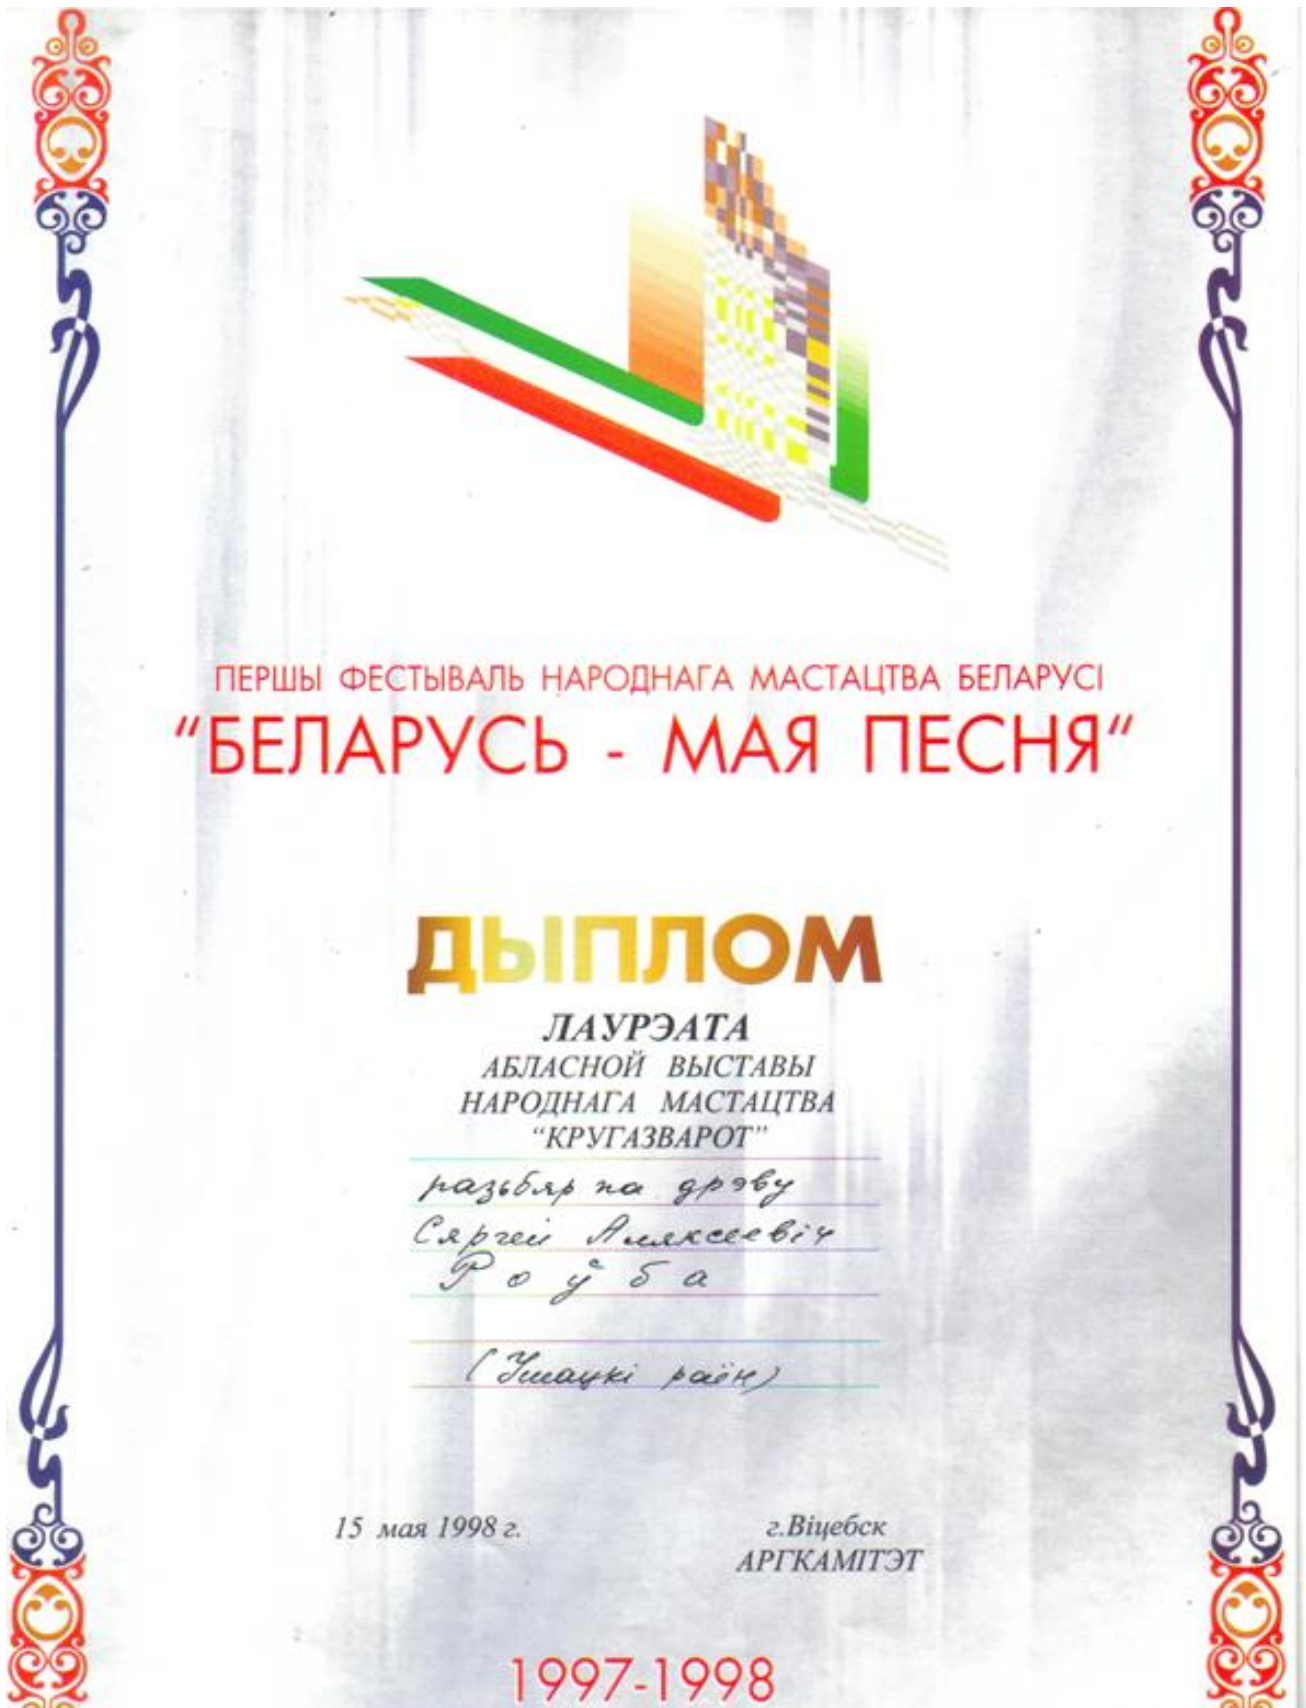 ПЕРШЫ ФЕСТЫВАЛЬ НАРОДНАГА МАСТАЦТВА БЕЛАРУСІ
“БЕЛАРУСЬ - МАЯ ПЕСНЯ“
ДЫПЛОМ
ЛАУРЭАТА
АБЛАСНОЙ ВЫСТАВЫ
НАРОДНАГА МАСТАЦТВА
“КРУГАЗВАРОТ”
разьбяр па дрэву
Сяргей Аляксеевіч
Роўба
(Ушацкі раён)
15 мая 1998 г.
г.Віцебск
АРГКАМІТЭТ
1997-1998